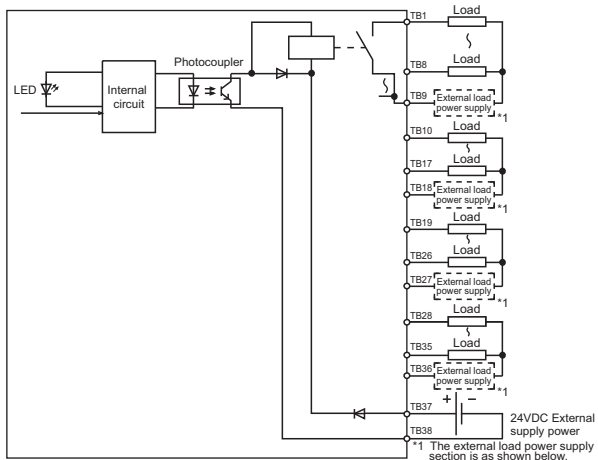 LED
Internal
circuit
Photocoupler
TB1
Load
TB8
Load
TB9
External load
power supply
*1
TB10
Load
TB17
Load
TB18
External load
power supply
*1
TB19
Load
TB26
Load
TB27
External load
power supply
*1
TB28
Load
TB35
Load
TB36
External load
power supply
*1
TB37
+ −
TB38
24VDC External
supply power
*1 The external load power supply
section is as shown below.